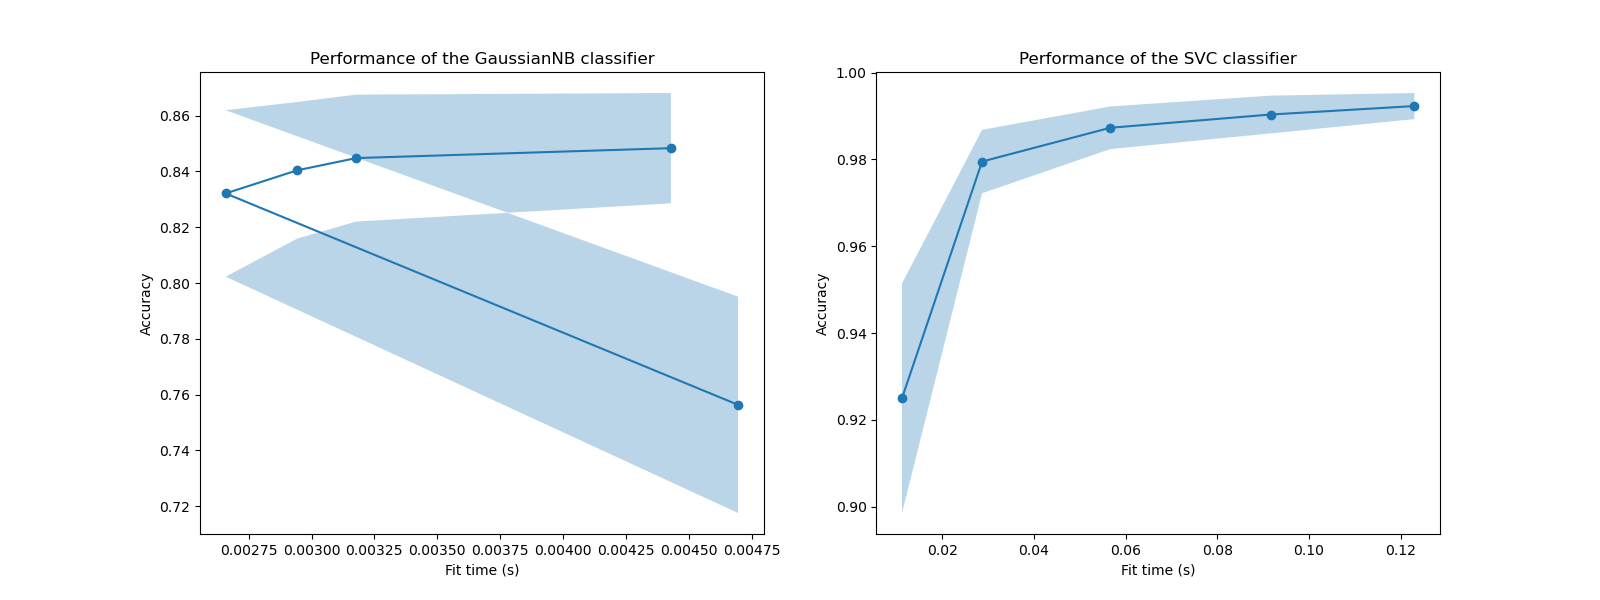 Performance of the GaussianNB classifier
Accuracy
0.86
0.84
0.82
0.80
0.78
0.76
0.74
0.72
0.00275 0.00300 0.00325 0.00350 0.00375 0.00400 0.00425 0.00450 0.00475
Fit time (s)
Performance of the SVC classifier
Accuracy
1.00
0.98
0.96
0.94
0.92
0.90
0.02 0.04 0.06 0.08 0.10 0.12
Fit time (s)